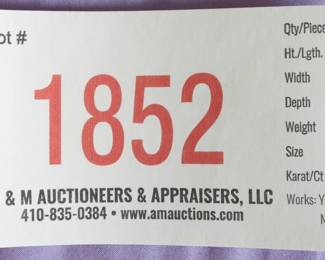 ot #
1852
& M AUCTIONEERS & APPRAISERS, LLC
410-835-0384 • www.amauctions.com
Qty/Piece
Ht./Lgth.
Width
Depth
Weight
Size
Karat/Ct
Works: Y
N